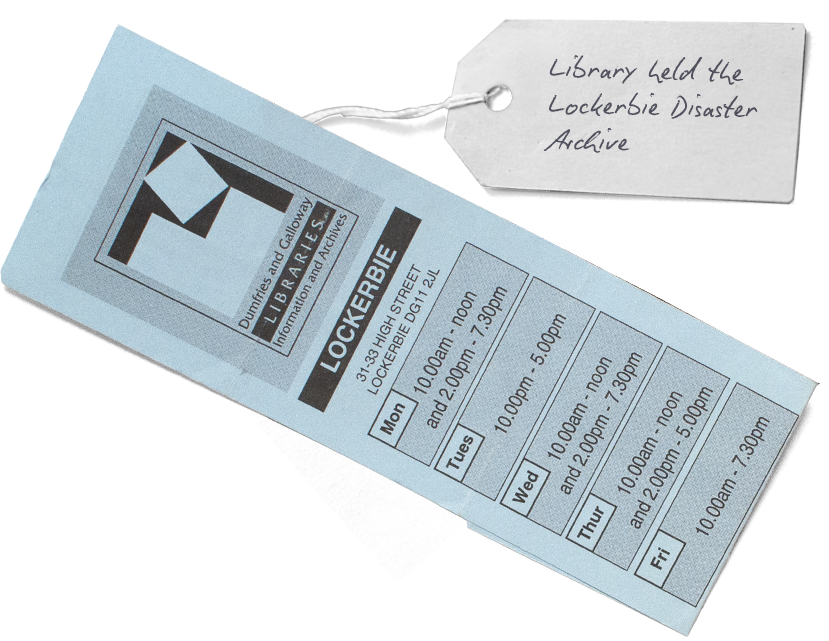 Library held the
Lockerbie Disaster
Archive
Dumfries and Galloway
LIBRARIES
Information and Archives
LOCKERBIE
31-33 HIGH STREET
LOCKERBIE DG11 2JL
Mon
10.00am - noon
and 2.00pm - 7.30pm
Tues
10.00pm - 5.00pm
Wed
10.00am - noon
and 2.00pm - 7.30pm
Thur
10.00am - noon
and 2.00pm - 5.00pm
Fri
10.00am - 7.30pm